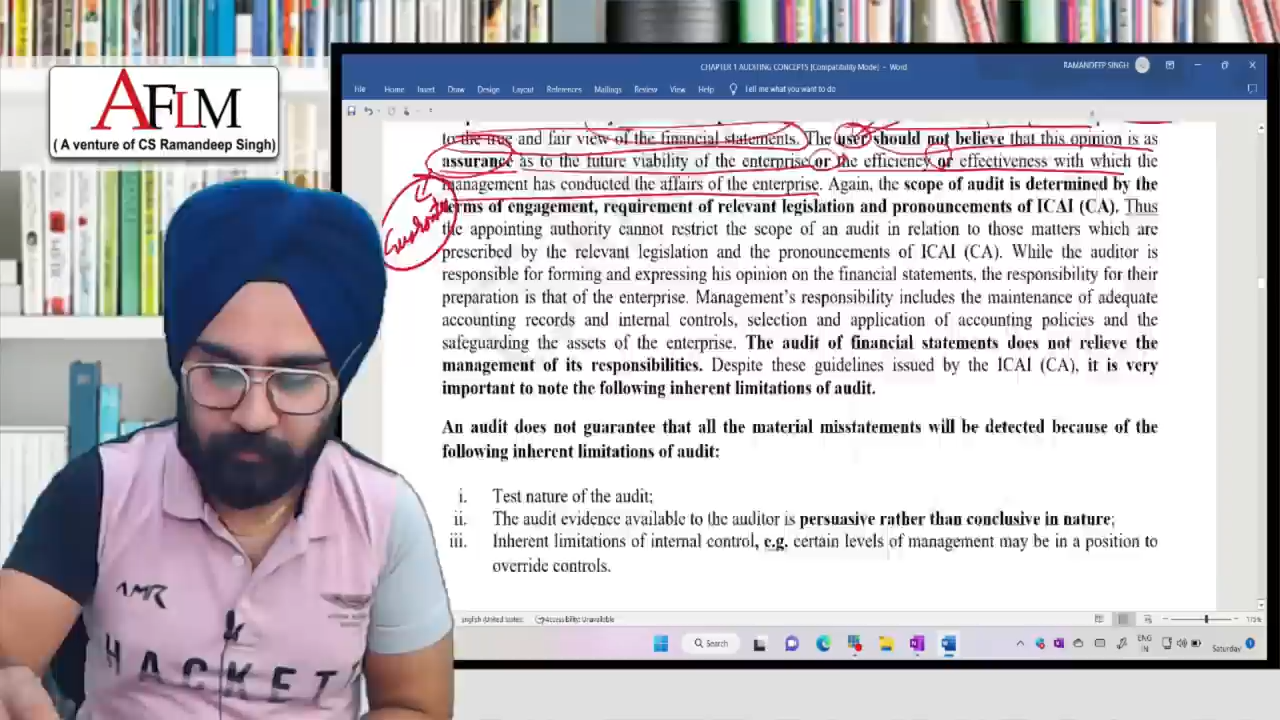 AFLM
( A venture of CS Ramandeep Singh)
CHAPTER 1 AUDITING CONCEPTS [Compatibility Mode] - Word
RAMANDEEP SINGH
File Home Insert Draw Design Layout References Mailings Review View Help Tell me what you want to do
to the true and fair view of the financial statements. The user should not believe that this opinion is as
assurance as to the future viability of the enterprise or the efficiency or effectiveness with which the
management has conducted the affairs of the enterprise. Again, the scope of audit is determined by the
terms of engagement, requirement of relevant legislation and pronouncements of ICAI (CA). Thus
the appointing authority cannot restrict the scope of an audit in relation to those matters which are
prescribed by the relevant legislation and the pronouncements of ICAI (CA). While the auditor is
responsible for forming and expressing his opinion on the financial statements, the responsibility for their
preparation is that of the enterprise. Management's responsibility includes the maintenance of adequate
accounting records and internal controls, selection and application of accounting policies and the
safeguarding the assets of the enterprise. The audit of financial statements does not relieve the
management of its responsibilities. Despite these guidelines issued by the ICAI (CA), it is very
important to note the following inherent limitations of audit.
An audit does not guarantee that all the material misstatements will be detected because of the
following inherent limitations of audit:
i. Test nature of the audit;
ii. The audit evidence available to the auditor is persuasive rather than conclusive in nature;
iii. Inherent limitations of internal control, e.g. certain levels of management may be in a position to
override controls.
English (United States) Accessibility: Unavailable
175%
Search
ENG
IN
Saturday
AMR
HACKETT